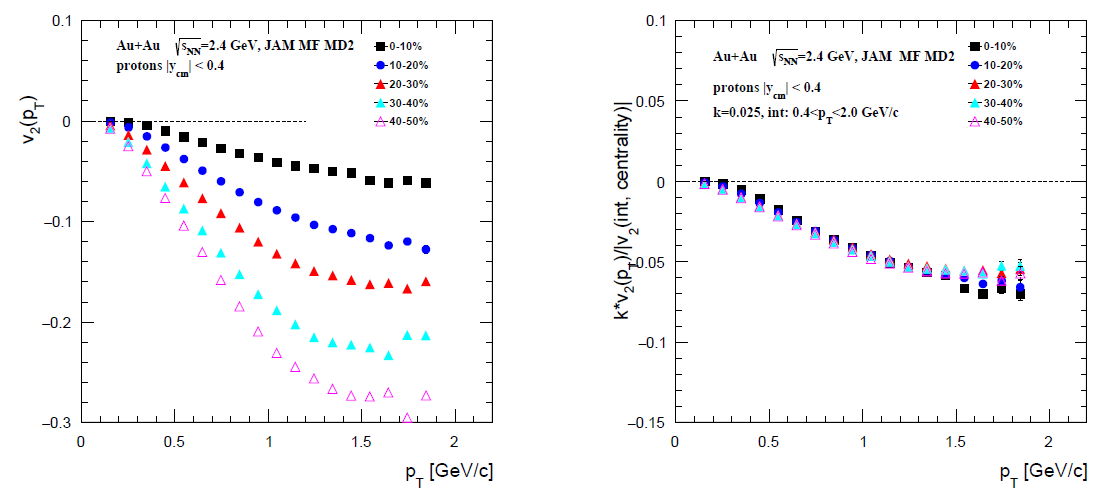 0.1
0
−0.1
−0.2
−0.3
v2(pT)
Au+Au √sNN=2.4 GeV, JAM MF MD2
protons |ycm| < 0.4
0-10%
10-20%
20-30%
30-40%
40-50%
0 0.5 1 1.5 2
pT [GeV/c]
0.1
0.05
0
−0.05
−0.1
−0.15
k*v2(pT)/|v2(int, centrality)|
Au+Au √sNN=2.4 GeV, JAM MF MD2
protons |ycm| < 0.4
k=0.025, int: 0.4<pT<2.0 GeV/c
0-10%
10-20%
20-30%
30-40%
40-50%
0 0.5 1 1.5 2
pT [GeV/c]